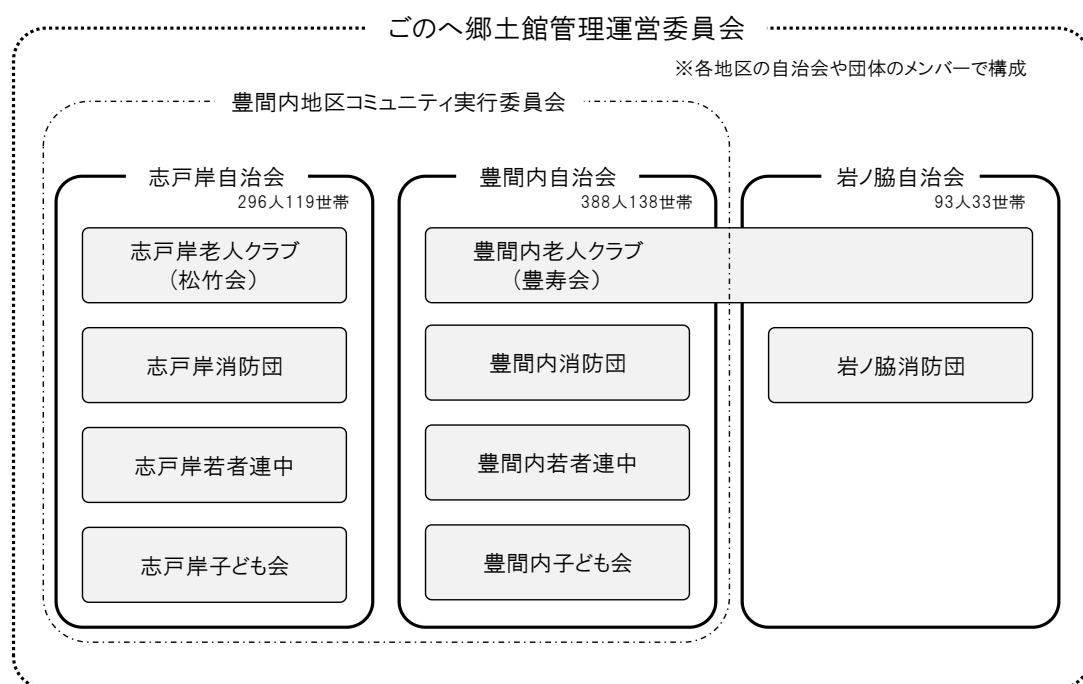 ごのへ郷土館管理運営委員会
※各地区の自治会や団体のメンバーで構成
豊間内地区コミュニティ実行委員会
志戸岸自治会
296人119世帯
志戸岸老人クラブ
（松竹会）
志戸岸消防団
志戸岸若者連中
志戸岸子ども会
豊間内自治会
388人138世帯
豊間内老人クラブ
（豊寿会）
豊間内消防団
豊間内若者連中
豊間内子ども会
岩ノ脇自治会
93人33世帯
岩ノ脇消防団